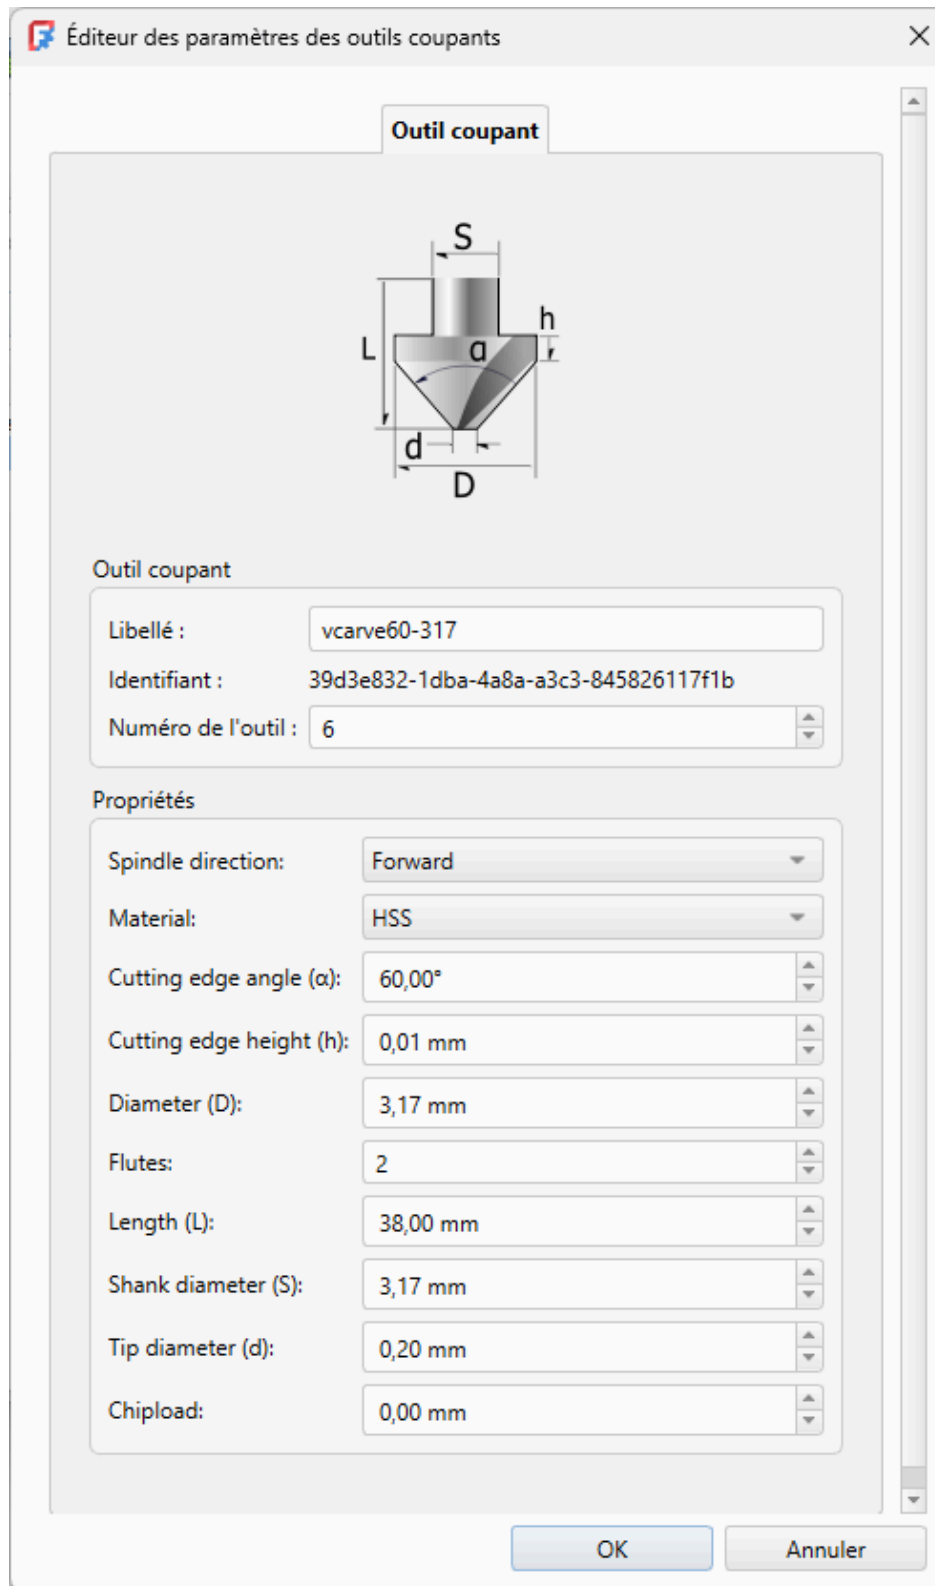 Éditeur des paramètres des outils coupants
Outil coupant
S
h
L
α
d
D
Outil coupant
Libellé : vcarve60-317
Identifiant : 39d3e832-1dba-4a8a-a3c3-845826117f1b
Numéro de l'outil : 6
Propriétés
Spindle direction: Forward
Material: HSS
Cutting edge angle (α): 60,00°
Cutting edge height (h): 0,01 mm
Diameter (D): 3,17 mm
Flutes: 2
Length (L): 38,00 mm
Shank diameter (S): 3,17 mm
Tip diameter (d): 0,20 mm
Chipload: 0,00 mm
OK Annuler